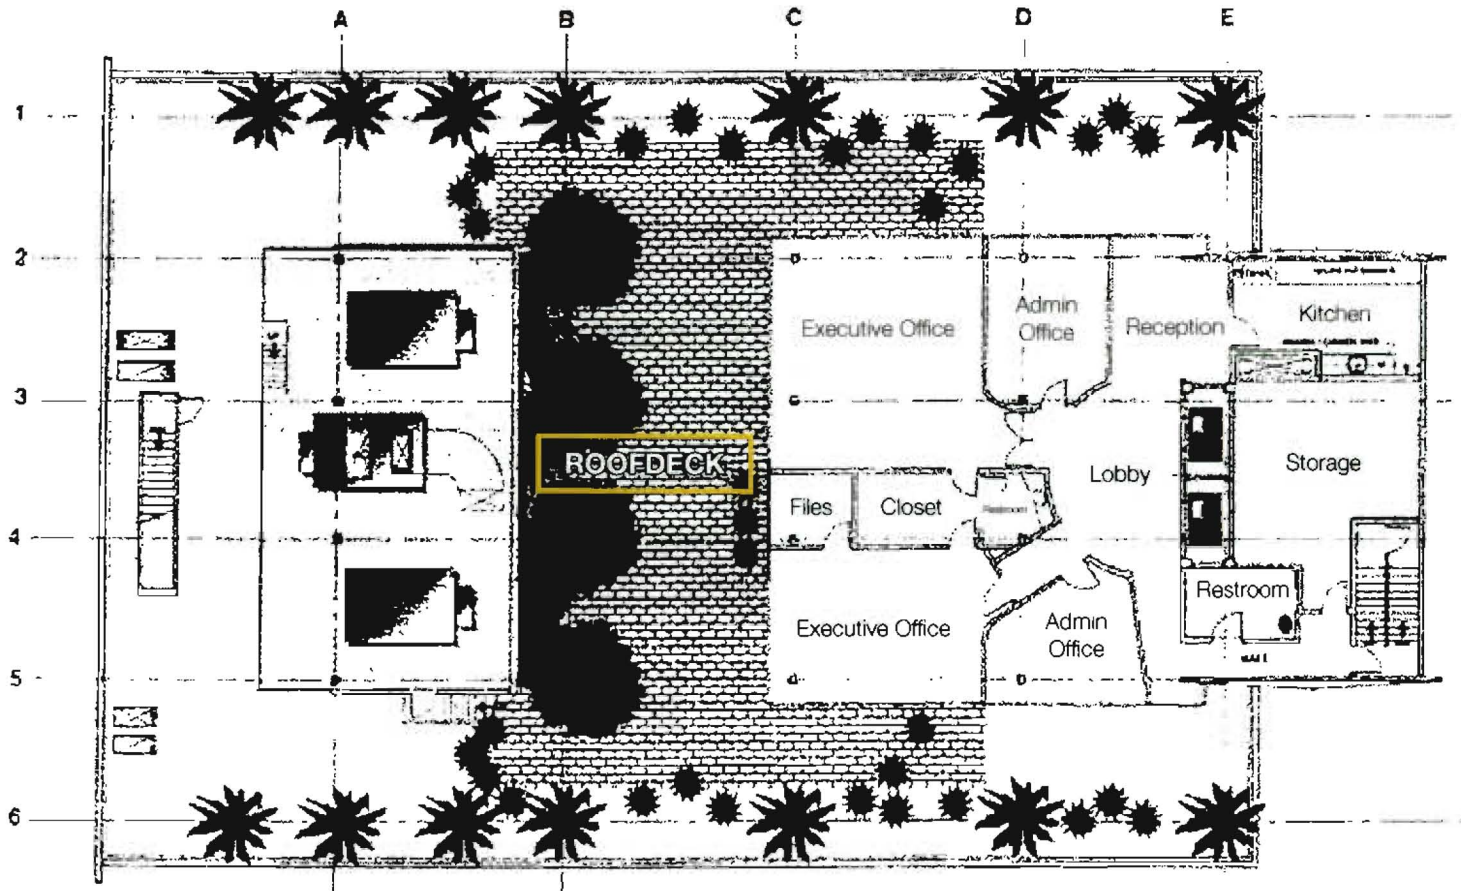 A B C D E
1
2
Kitchen
Executive Office
Admin
Office
Reception
3
ROOFDECK
Lobby
Storage
Files
Closet
Restroom
4
Restroom
Executive Office
Admin
Office
5
6